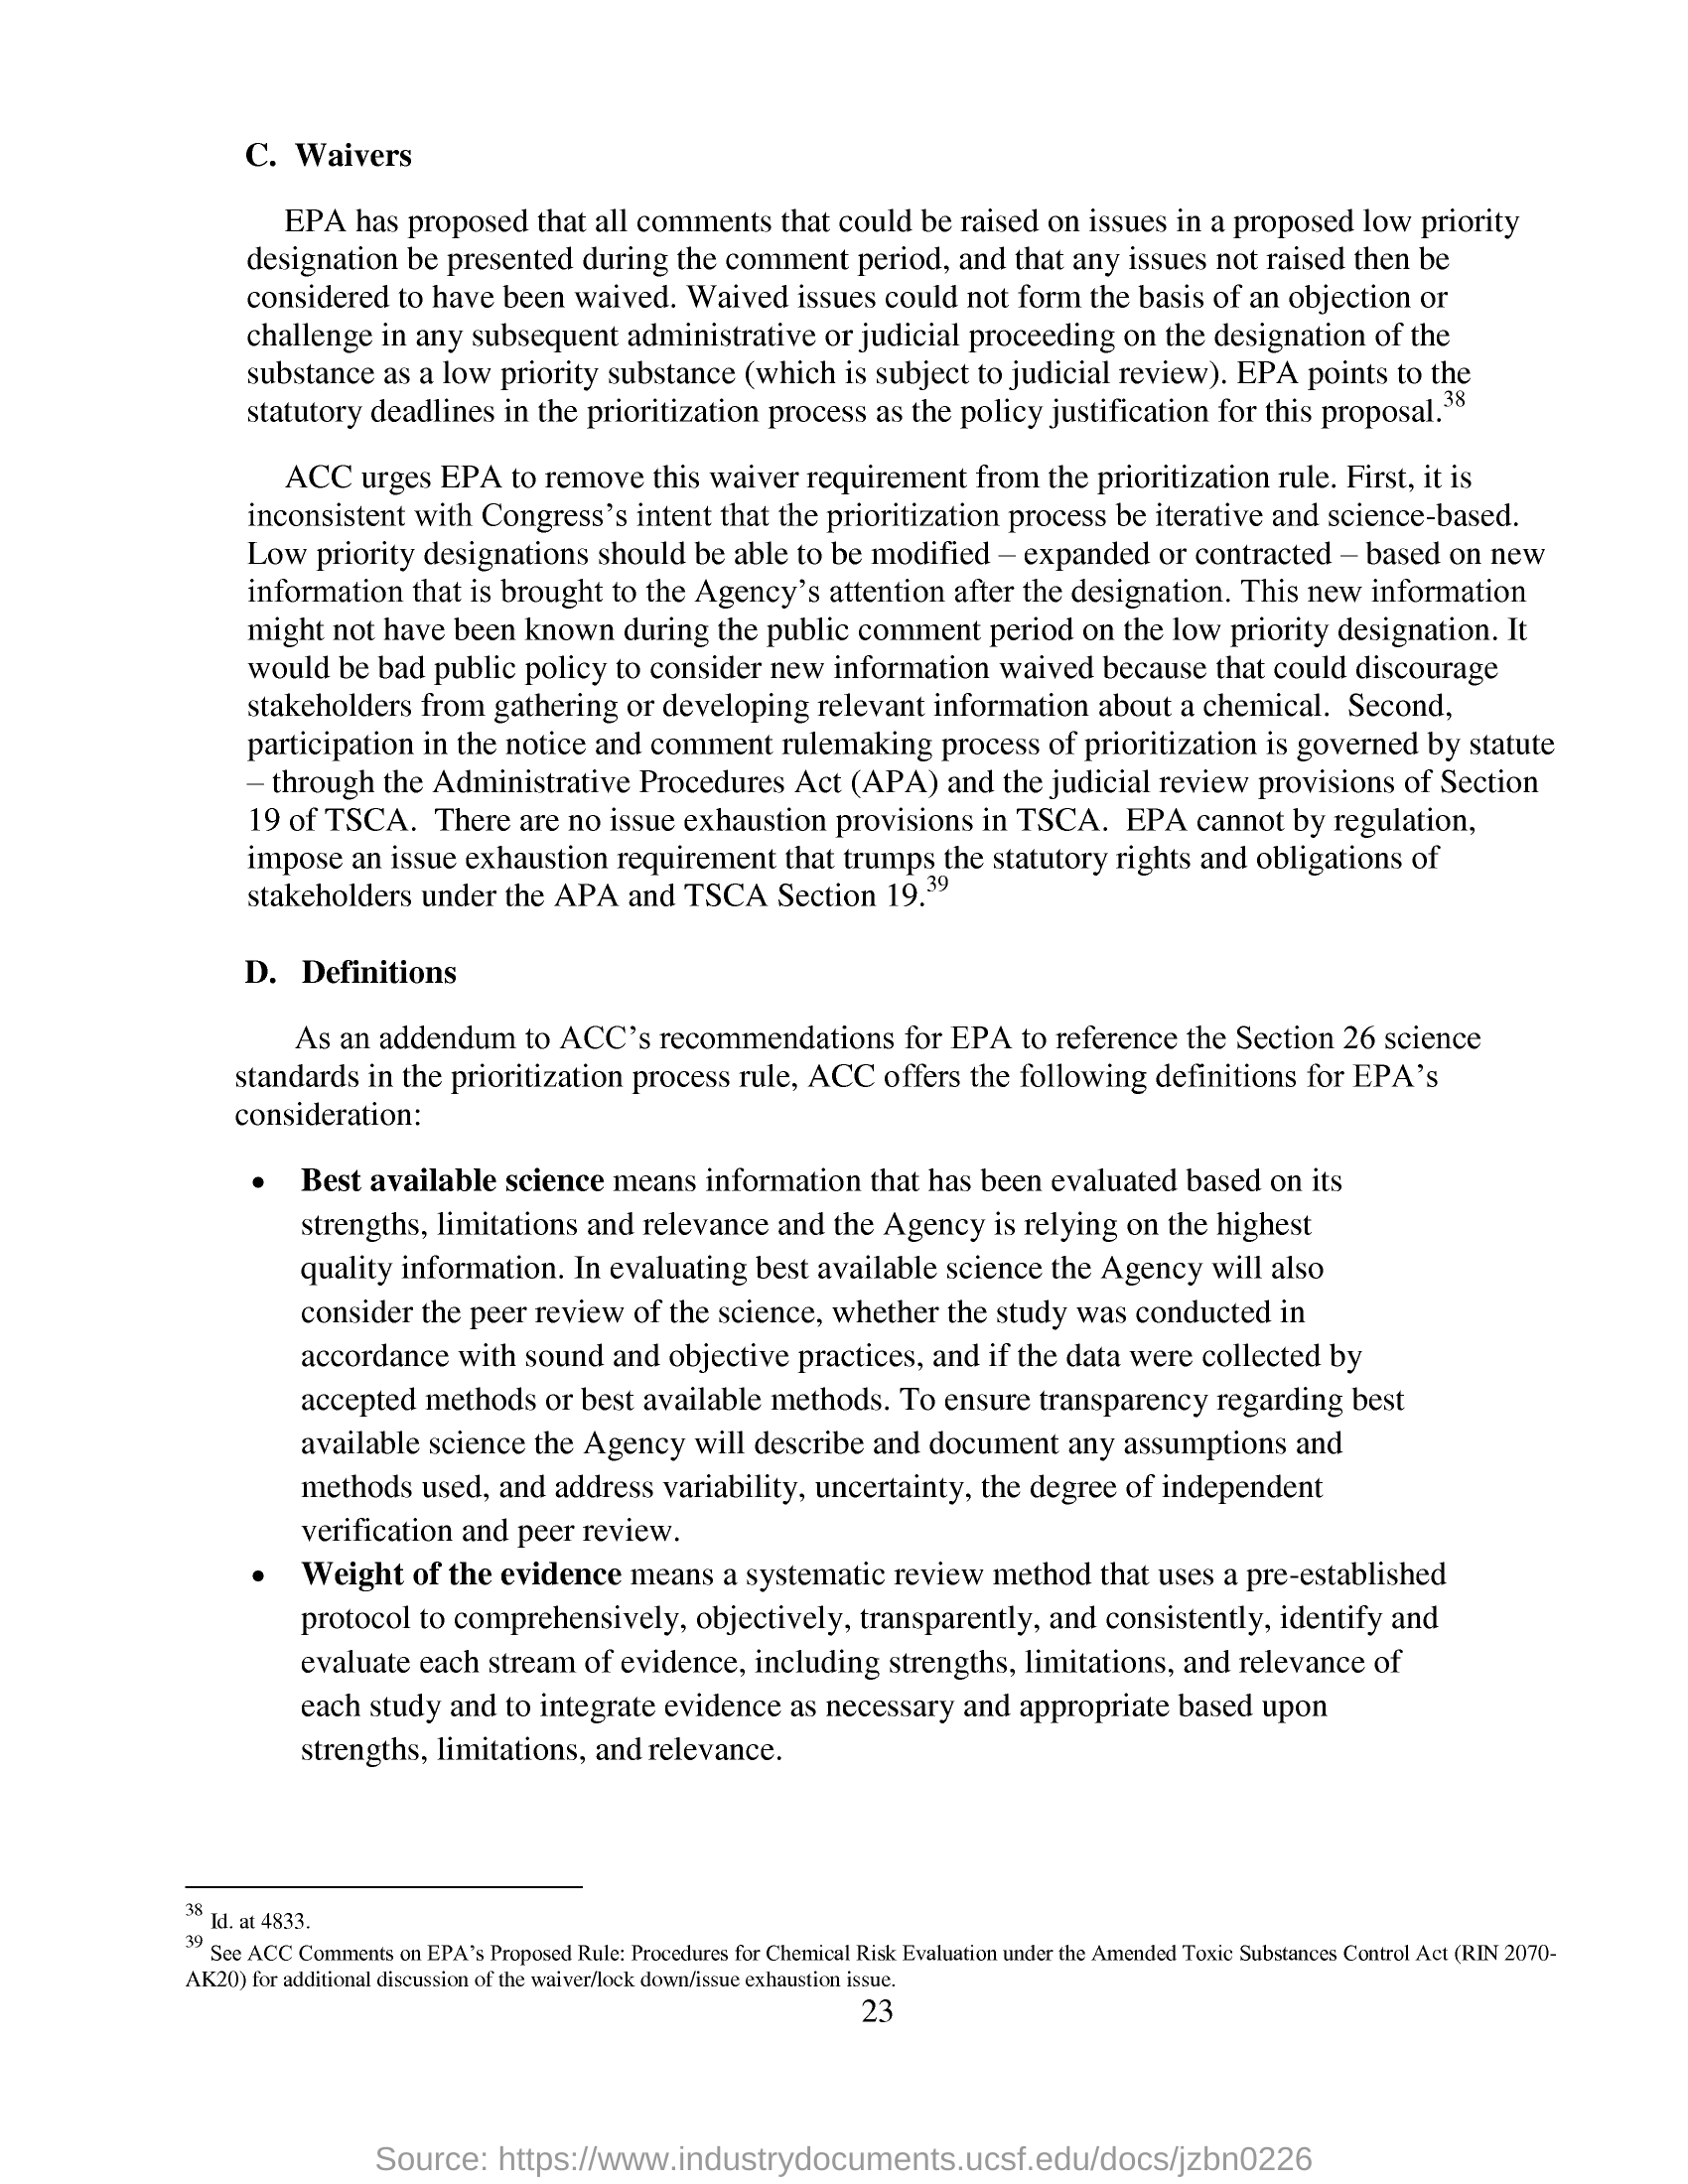 C. Waivers
EPA has proposed that all comments that could be raised on issues in a proposed low priority
designation be presented during the comment period, and that any issues not raised then be
considered to have been waived. Waived issues could not form the basis of an objection or
challenge in any subsequent administrative or judicial proceeding on the designation of the
substance as a low priority substance (which is subject to judicial review). EPA points to the
statutory deadlines in the prioritization process as the policy justification for this proposal.38
ACC urges EPA to remove this waiver requirement from the prioritization rule. First, it is
inconsistent with Congress’s intent that the prioritization process be iterative and science-based.
Low priority designations should be able to be modified – expanded or contracted – based on new
information that is brought to the Agency’s attention after the designation. This new information
might not have been known during the public comment period on the low priority designation. It
would be bad public policy to consider new information waived because that could discourage
stakeholders from gathering or developing relevant information about a chemical.  Second,
participation in the notice and comment rulemaking process of prioritization is governed by statute
– through the Administrative Procedures Act (APA) and the judicial review provisions of Section
19 of TSCA.  There are no issue exhaustion provisions in TSCA.  EPA cannot by regulation,
impose an issue exhaustion requirement that trumps the statutory rights and obligations of
stakeholders under the APA and TSCA Section 19.39
D. Definitions
As an addendum to ACC’s recommendations for EPA to reference the Section 26 science
standards in the prioritization process rule, ACC offers the following definitions for EPA’s
consideration:
• Best available science means information that has been evaluated based on its
strengths, limitations and relevance and the Agency is relying on the highest
quality information. In evaluating best available science the Agency will also
consider the peer review of the science, whether the study was conducted in
accordance with sound and objective practices, and if the data were collected by
accepted methods or best available methods. To ensure transparency regarding best
available science the Agency will describe and document any assumptions and
methods used, and address variability, uncertainty, the degree of independent
verification and peer review.
• Weight of the evidence means a systematic review method that uses a pre-established
protocol to comprehensively, objectively, transparently, and consistently, identify and
evaluate each stream of evidence, including strengths, limitations, and relevance of
each study and to integrate evidence as necessary and appropriate based upon
strengths, limitations, and relevance.
38 Id. at 4833.
39 See ACC Comments on EPA’s Proposed Rule: Procedures for Chemical Risk Evaluation under the Amended Toxic Substances Control Act (RIN 2070-
AK20) for additional discussion of the waiver/lock down/issue exhaustion issue.
23
Source: https://www.industrydocuments.ucsf.edu/docs/jzbn0226